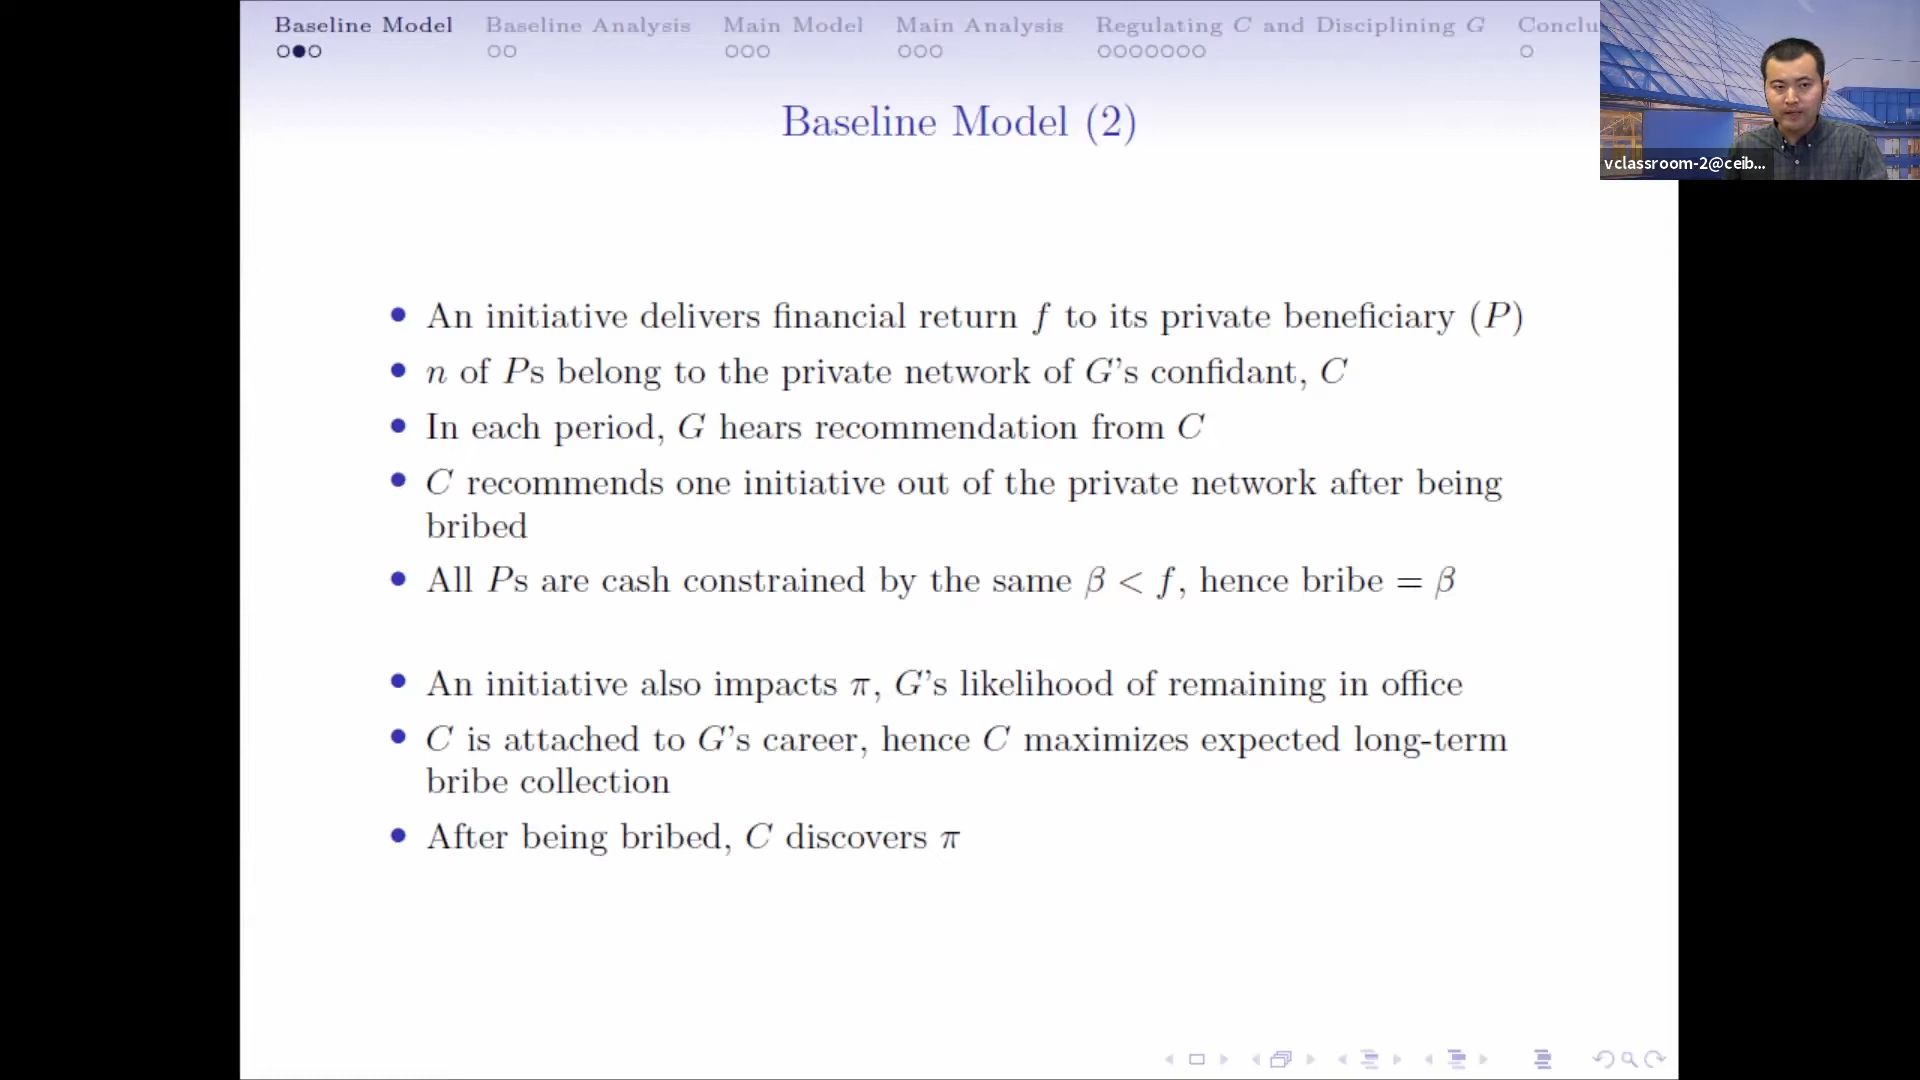 Baseline Model Baseline Analysis Main Model Main Analysis Regulating C and Disciplining G Conclu
Baseline Model (2)
vclassroom-2@ceib...
• An initiative delivers financial return f to its private beneficiary (P)
• n of Ps belong to the private network of G's confidant, C
• In each period, G hears recommendation from C
• C recommends one initiative out of the private network after being
bribed
• All Ps are cash constrained by the same β < f, hence bribe = β
• An initiative also impacts π, G's likelihood of remaining in office
• C is attached to G's career, hence C maximizes expected long-term
bribe collection
• After being bribed, C discovers π